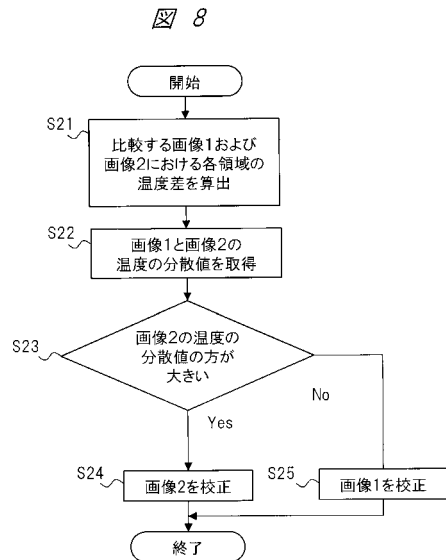 図 8
開始
S21
比較する画像1および
画像2における各領域の
温度差を算出
S22
画像1と画像2の
温度の分散値を取得
S23
画像2の温度の
分散値の方が
大きい
No
Yes
S24
画像2を校正
S25
画像1を校正
終了